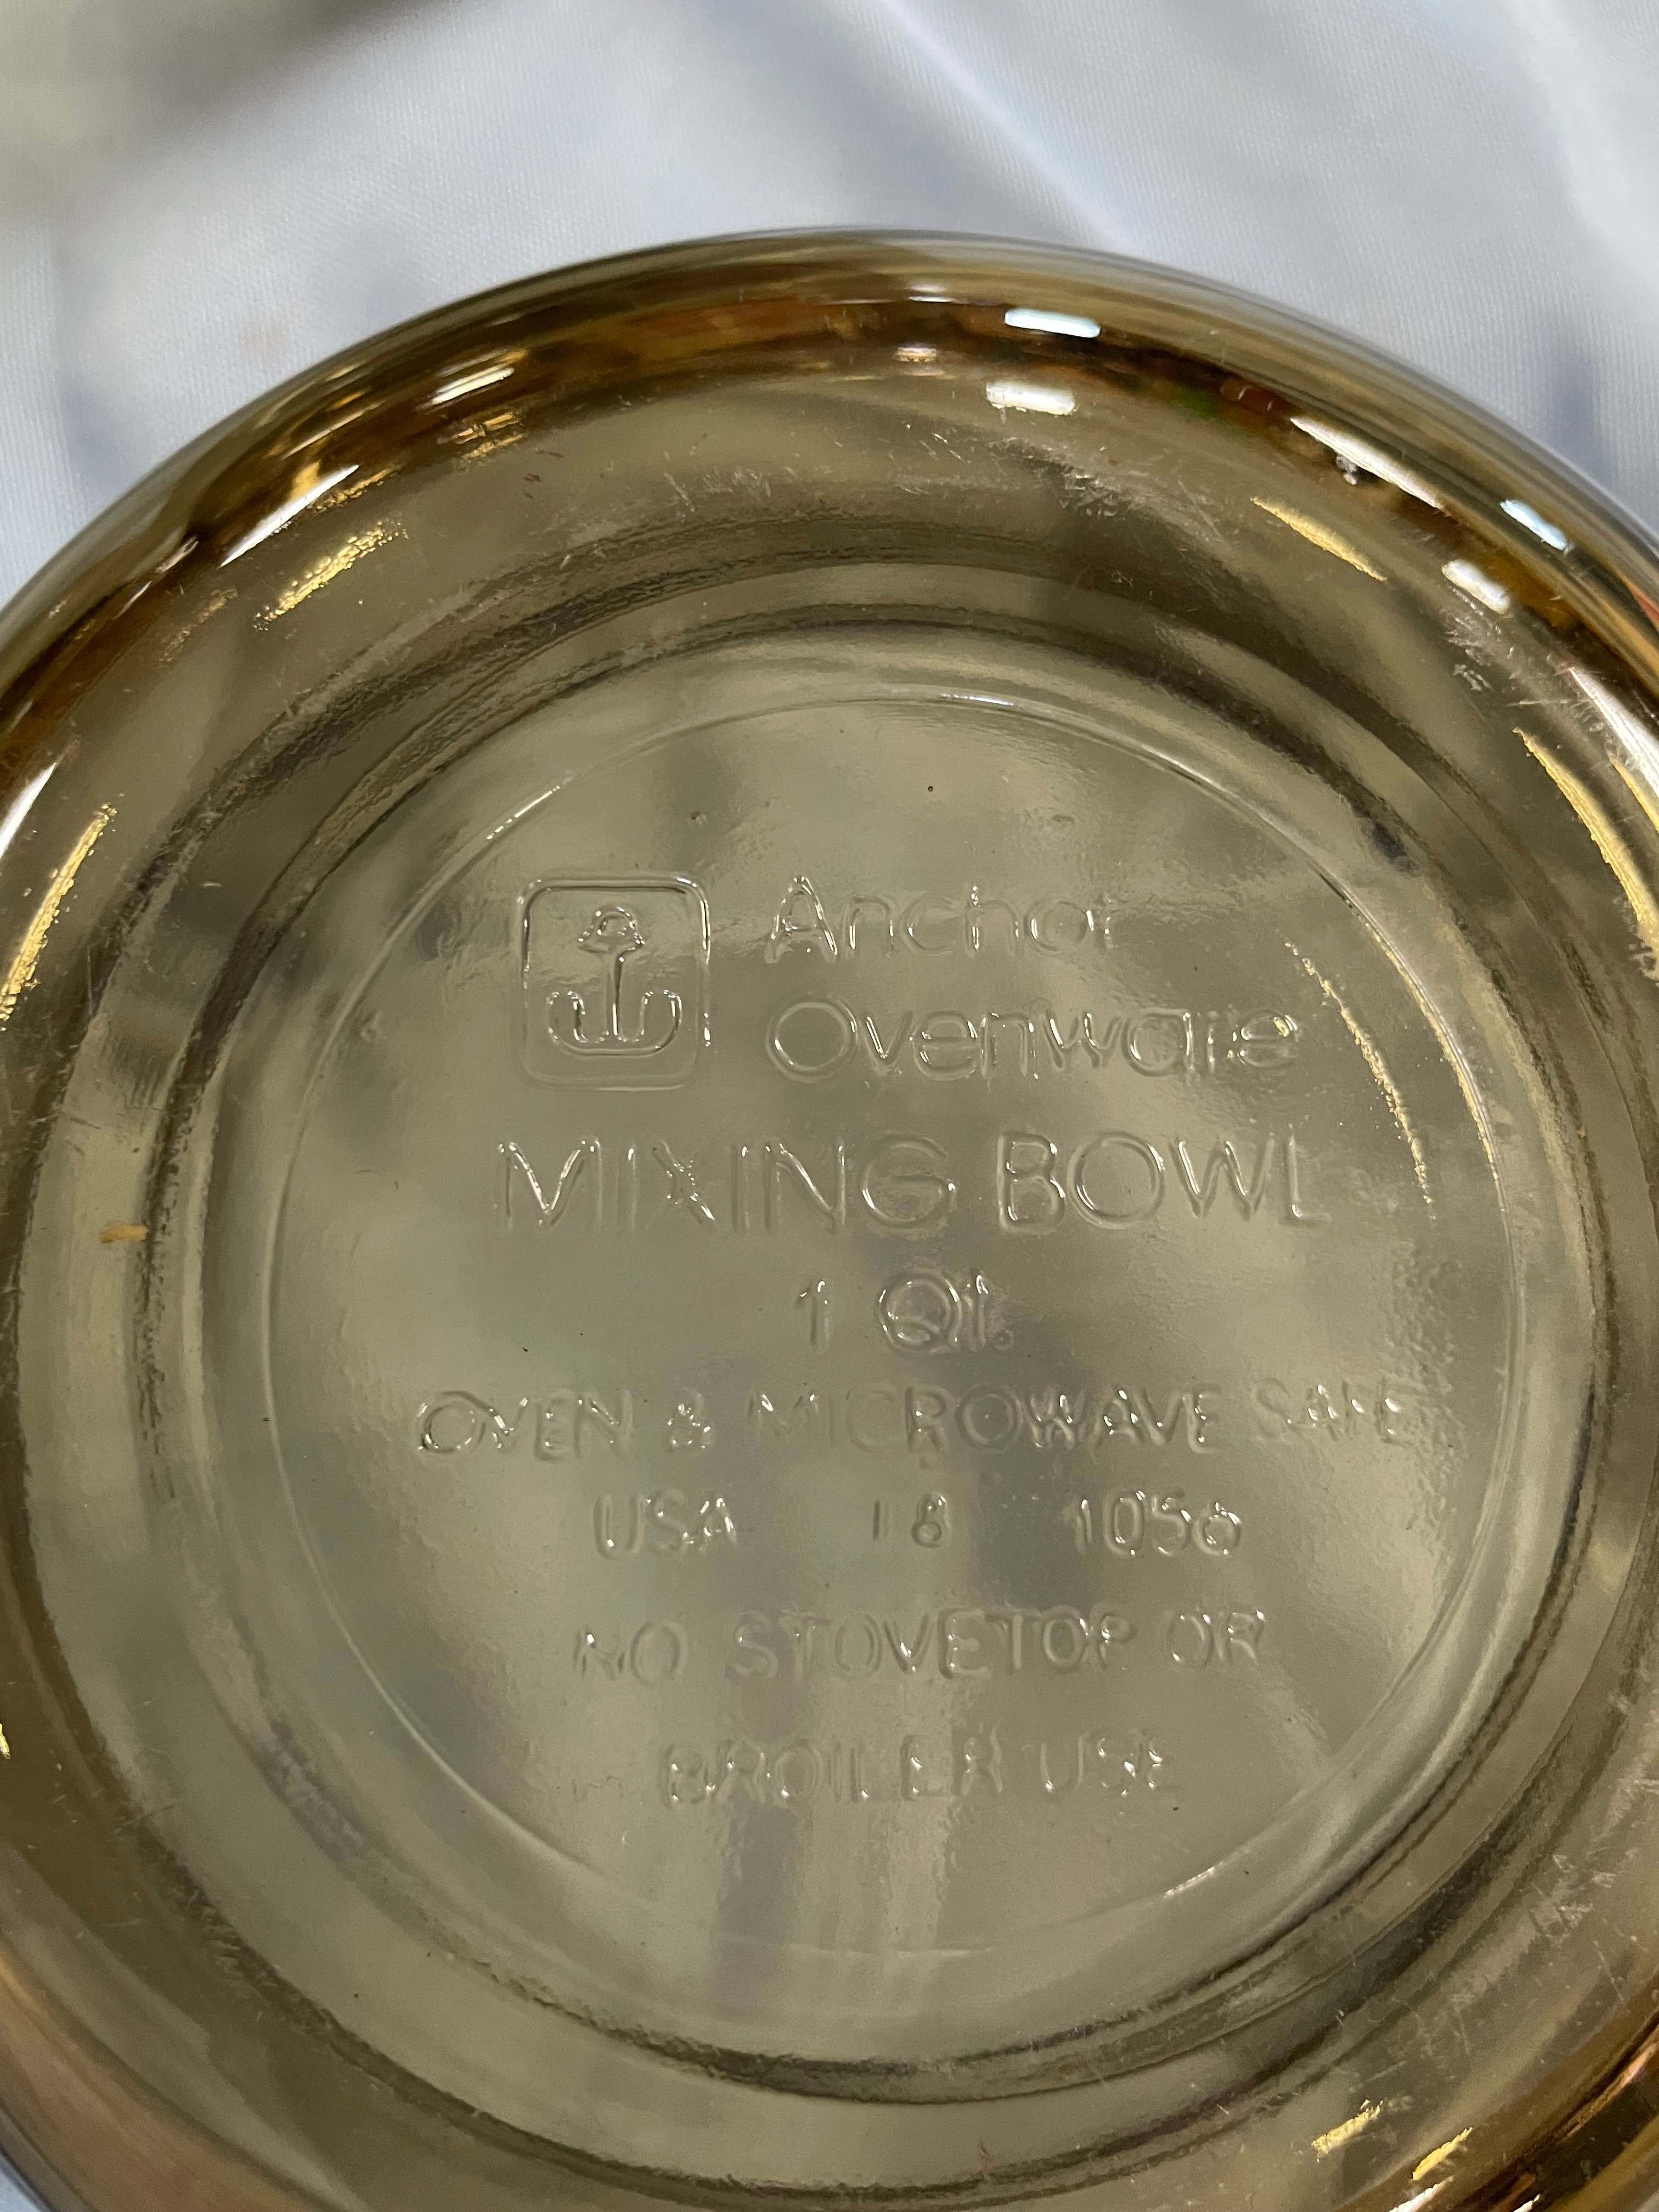 Anchor
Ovenware
MIXING BOWL
1 Qt.
OVEN & MICROWAVE SAFE
USA 18 1056
NO STOVETOP OR
BROILER USE